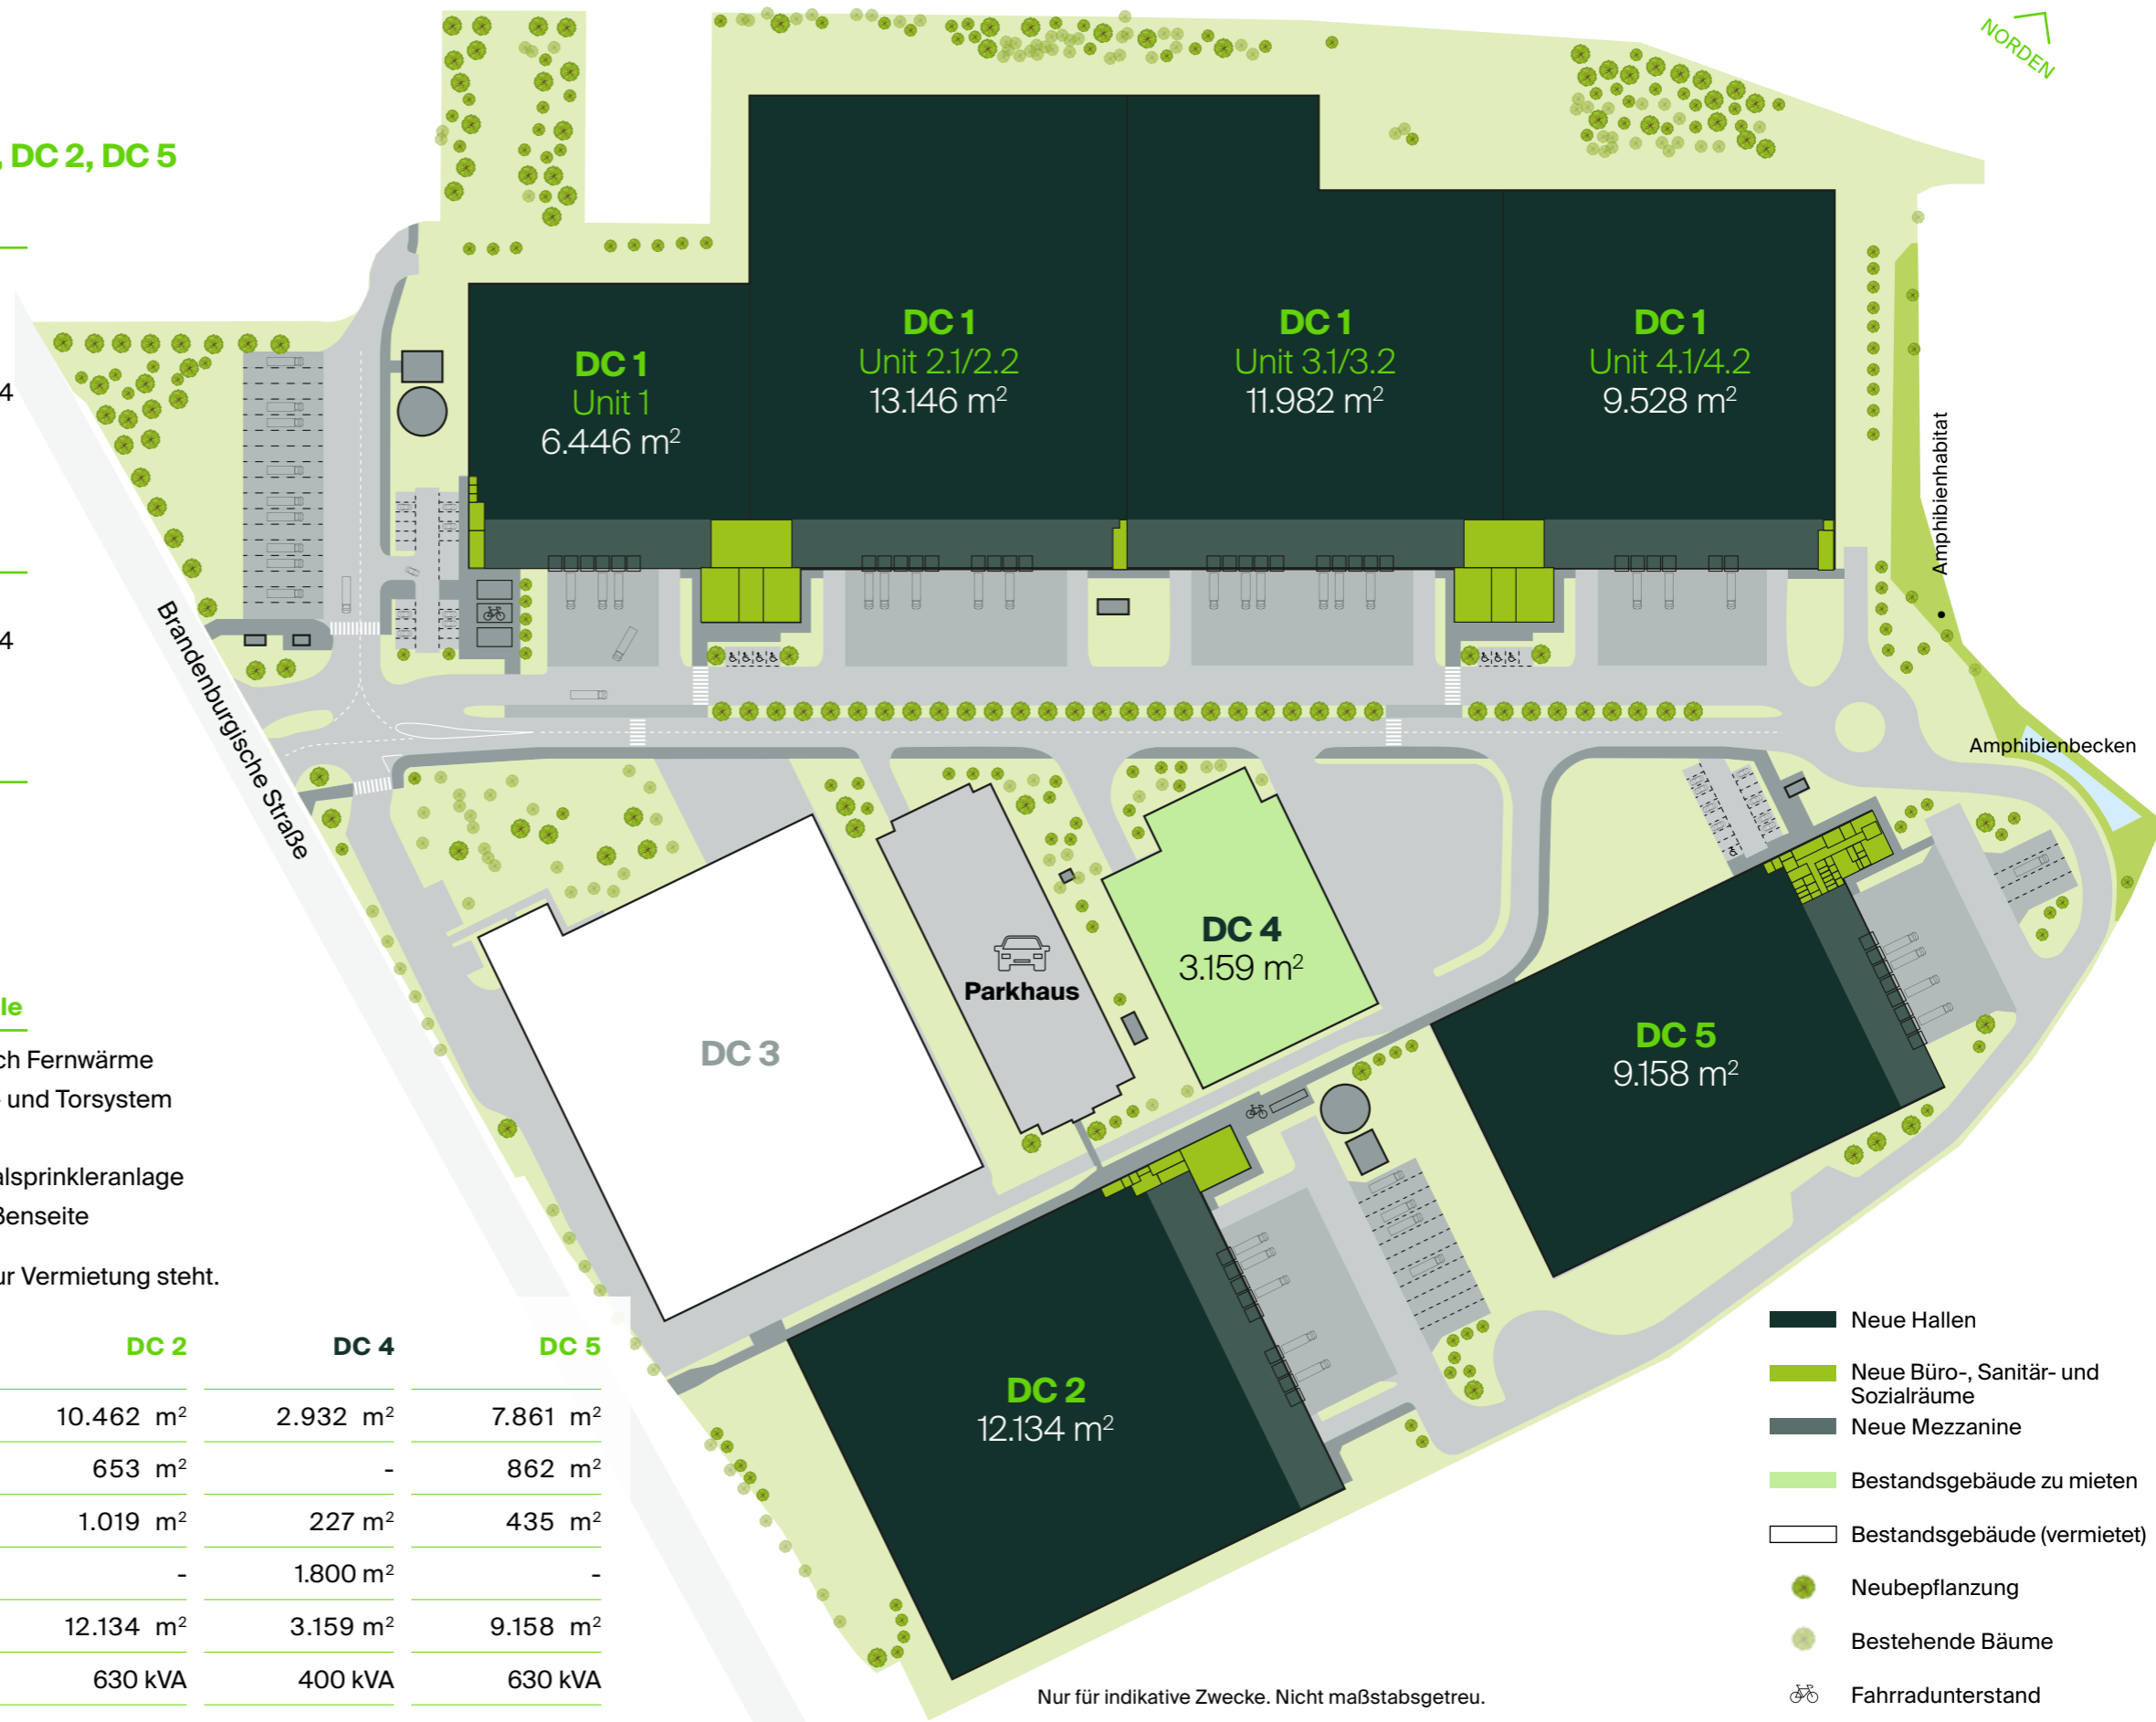 NORDEN
, DC 2, DC 5
4
4
DC 1
Unit 1
6.446 m²
DC 1
Unit 2.1/2.2
13.146 m²
DC 1
Unit 3.1/3.2
11.982 m²
DC 1
Unit 4.1/4.2
9.528 m²
Amphibienhabitat
Amphibienbecken
Brandenburgische Straße
DC 3
Parkhaus
DC 4
3.159 m²
DC 5
9.158 m²
DC 2
12.134 m²
le
ch Fernwärme
und Torsystem
alsprinkleranlage
ßenseite
ur Vermietung steht.
DC 2 DC 4 DC 5
10.462 m² 2.932 m² 7.861 m²
653 m² - 862 m²
1.019 m² 227 m² 435 m²
- 1.800 m² -
12.134 m² 3.159 m² 9.158 m²
630 kVA 400 kVA 630 kVA
Neue Hallen
Neue Büro-, Sanitär- und
Sozialräume
Neue Mezzanine
Bestandsgebäude zu mieten
Bestandsgebäude (vermietet)
Neubepflanzung
Bestehende Bäume
Fahrradunterstand
Nur für indikative Zwecke. Nicht maßstabsgetreu.